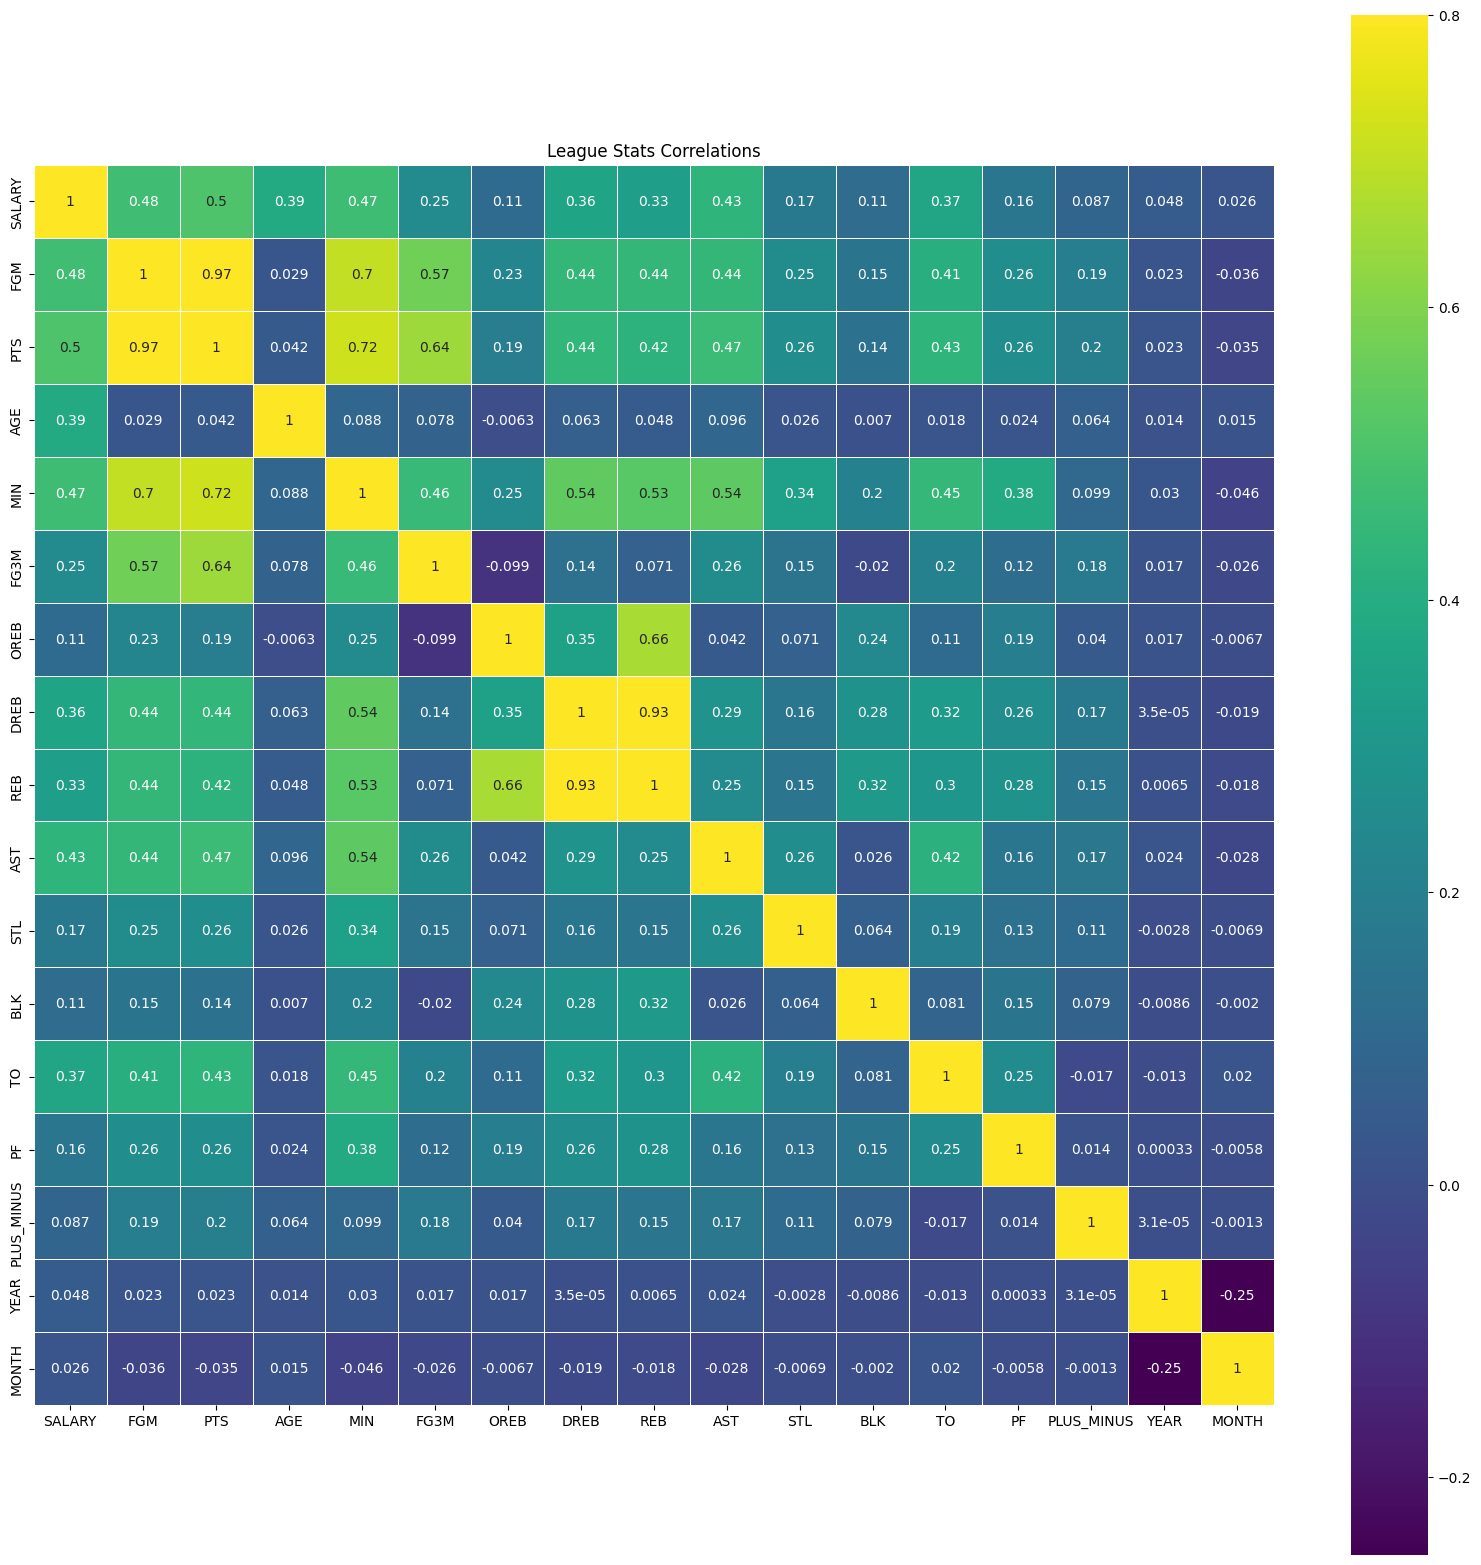 League Stats Correlations
0.8
SALARY 1 0.48 0.5 0.39 0.47 0.25 0.11 0.36 0.33 0.43 0.17 0.11 0.37 0.16 0.087 0.048 0.026
FGM 0.48 1 0.97 0.029 0.7 0.57 0.23 0.44 0.44 0.44 0.25 0.15 0.41 0.26 0.19 0.023 -0.036
0.6
PTS 0.5 0.97 1 0.042 0.72 0.64 0.19 0.44 0.42 0.47 0.26 0.14 0.43 0.26 0.2 0.023 -0.035
AGE 0.39 0.029 0.042 1 0.088 0.078 -0.0063 0.063 0.048 0.096 0.026 0.007 0.018 0.024 0.064 0.014 0.015
MIN 0.47 0.7 0.72 0.088 1 0.46 0.25 0.54 0.53 0.54 0.34 0.2 0.45 0.38 0.099 0.03 -0.046
FG3M 0.25 0.57 0.64 0.078 0.46 1 -0.099 0.14 0.071 0.26 0.15 -0.02 0.2 0.12 0.18 0.017 -0.026
0.4
OREB 0.11 0.23 0.19 -0.0063 0.25 -0.099 1 0.35 0.66 0.042 0.071 0.24 0.11 0.19 0.04 0.017 -0.0067
DREB 0.36 0.44 0.44 0.063 0.54 0.14 0.35 1 0.93 0.29 0.16 0.28 0.32 0.26 0.17 3.5e-05 -0.019
REB 0.33 0.44 0.42 0.048 0.53 0.071 0.66 0.93 1 0.25 0.15 0.32 0.3 0.28 0.15 0.0065 -0.018
AST 0.43 0.44 0.47 0.096 0.54 0.26 0.042 0.29 0.25 1 0.26 0.026 0.42 0.16 0.17 0.024 -0.028
0.2
STL 0.17 0.25 0.26 0.026 0.34 0.15 0.071 0.16 0.15 0.26 1 0.064 0.19 0.13 0.11 -0.0028 -0.0069
BLK 0.11 0.15 0.14 0.007 0.2 -0.02 0.24 0.28 0.32 0.026 0.064 1 0.081 0.15 0.079 -0.0086 -0.002
TO 0.37 0.41 0.43 0.018 0.45 0.2 0.11 0.32 0.3 0.42 0.19 0.081 1 0.25 -0.017 -0.013 0.02
PF 0.16 0.26 0.26 0.024 0.38 0.12 0.19 0.26 0.28 0.16 0.13 0.15 0.25 1 0.014 0.00033 -0.0058
0.0
PLUS_MINUS 0.087 0.19 0.2 0.064 0.099 0.18 0.04 0.17 0.15 0.17 0.11 0.079 -0.017 0.014 1 3.1e-05 -0.0013
YEAR 0.048 0.023 0.023 0.014 0.03 0.017 0.017 3.5e-05 0.0065 0.024 -0.0028 -0.0086 -0.013 0.00033 3.1e-05 1 -0.25
MONTH 0.026 -0.036 -0.035 0.015 -0.046 -0.026 -0.0067 -0.019 -0.018 -0.028 -0.0069 -0.002 0.02 -0.0058 -0.0013 -0.25 1
SALARY FGM PTS AGE MIN FG3M OREB DREB REB AST STL BLK TO PF PLUS_MINUS YEAR MONTH
−0.2